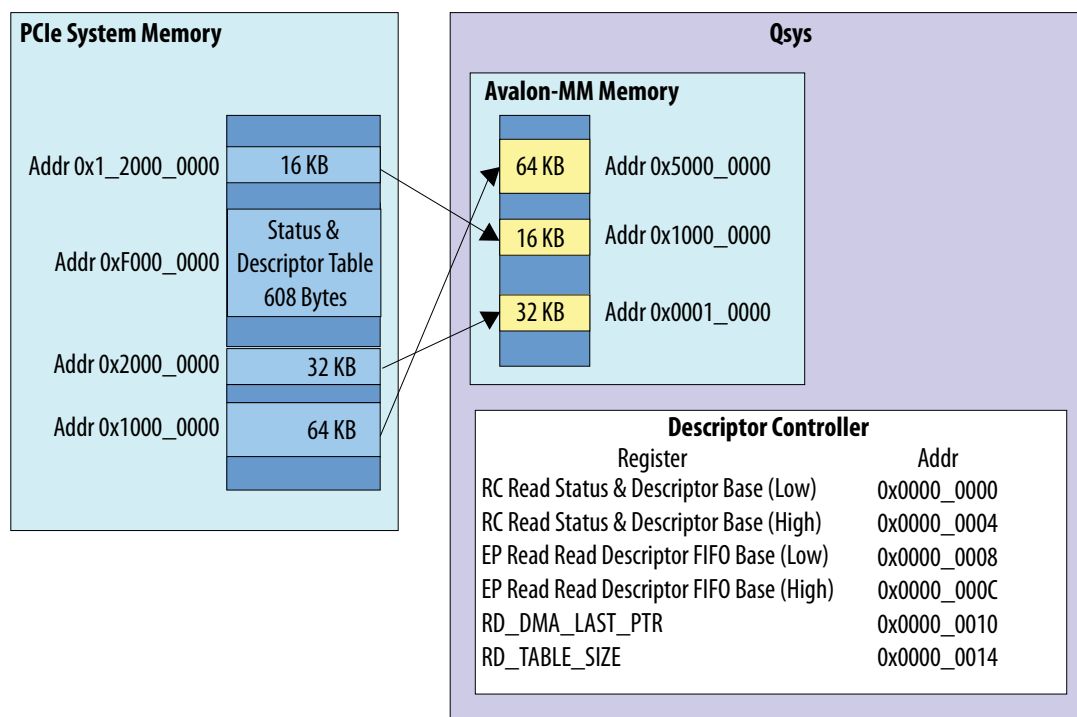 PCIe System Memory
Addr 0x1_2000_0000
16 KB
Addr 0xF000_0000
Status &
Descriptor Table
608 Bytes
Addr 0x2000_0000
32 KB
Addr 0x1000_0000
64 KB
Qsys
Avalon-MM Memory
64 KB
Addr 0x5000_0000
16 KB
Addr 0x1000_0000
32 KB
Addr 0x0001_0000
Descriptor Controller
Register Addr
RC Read Status & Descriptor Base (Low) 0x0000_0000
RC Read Status & Descriptor Base (High) 0x0000_0004
EP Read Read Descriptor FIFO Base (Low) 0x0000_0008
EP Read Read Descriptor FIFO Base (High) 0x0000_000C
RD_DMA_LAST_PTR 0x0000_0010
RD_TABLE_SIZE 0x0000_0014